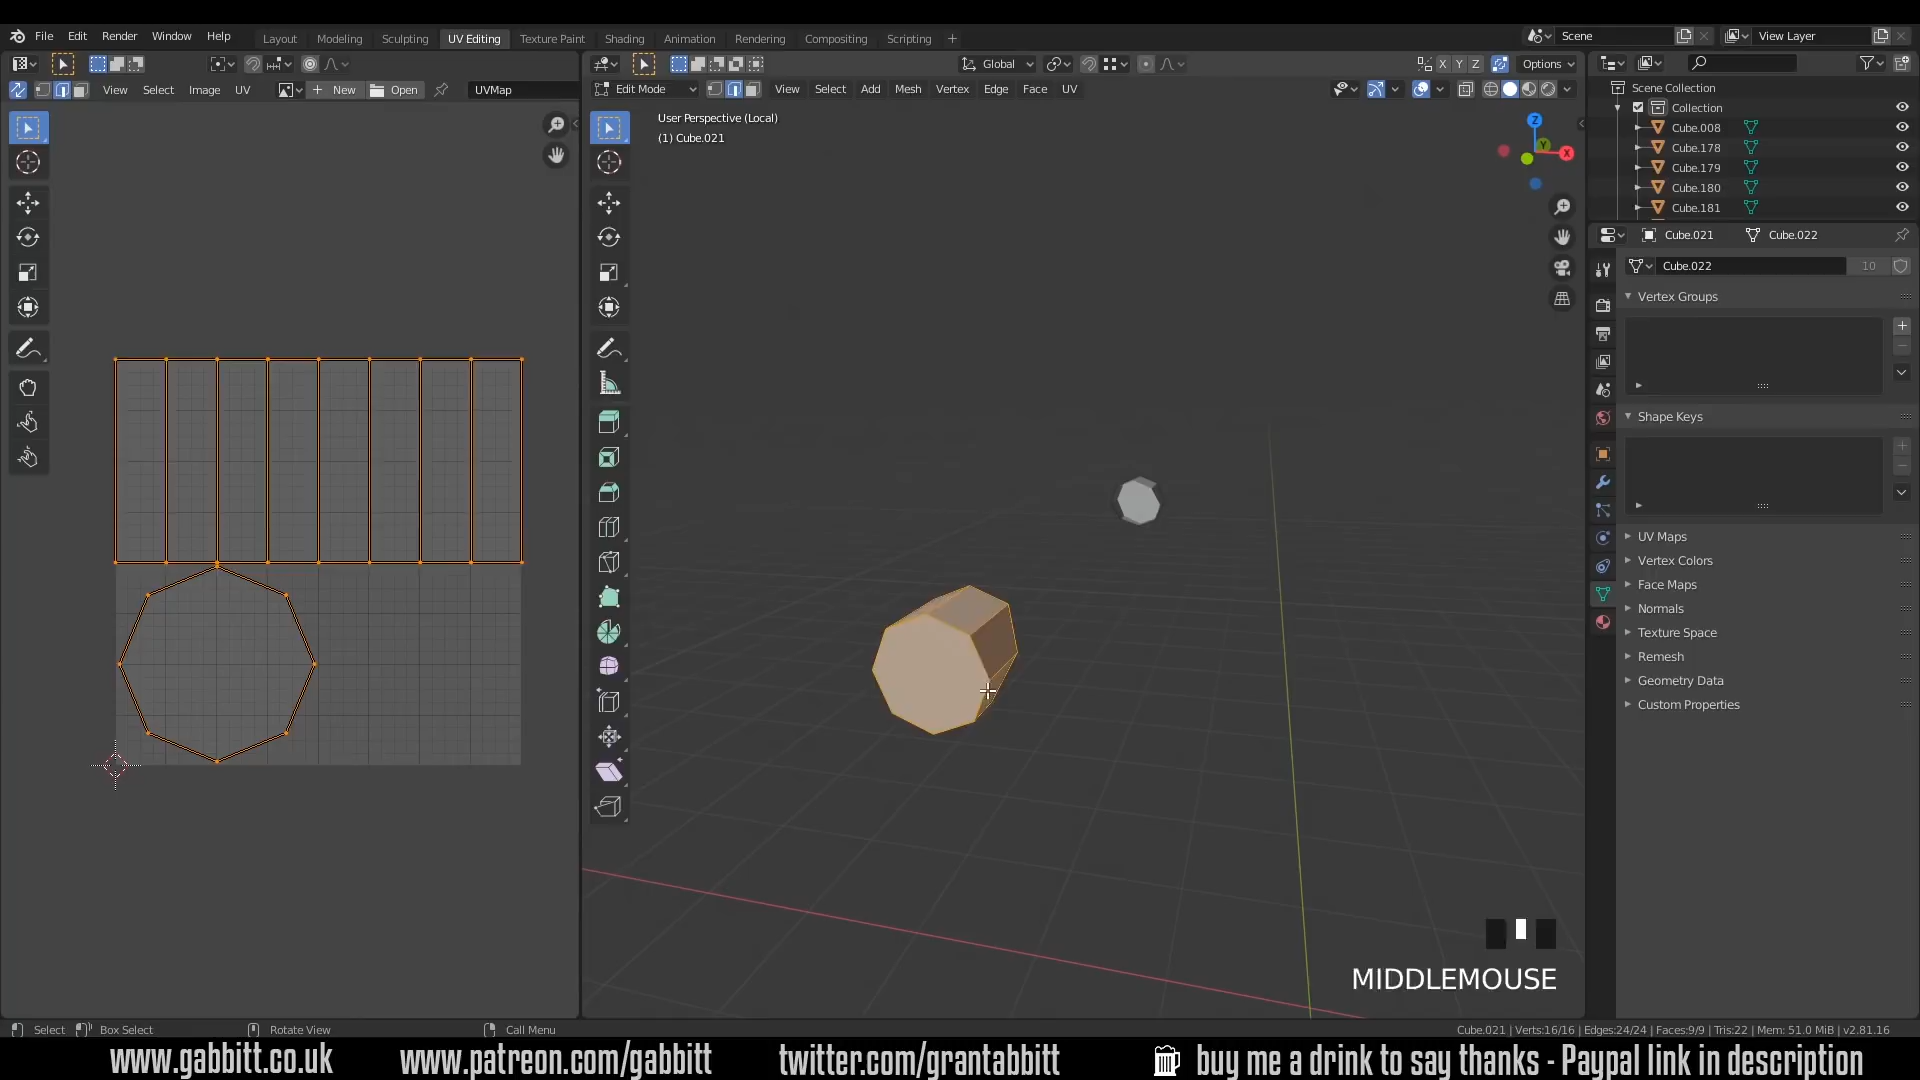 File Edit Render Window Help Layout Modeling Sculpting UV Editing Texture Paint Shading Animation Rendering Compositing Scripting + Scene View Layer
Global X Y Z Options
View Select Image UV New Open UVMap
Edit Mode View Select Add Mesh Vertex Edge Face UV
User Perspective (Local)
(1) Cube.021
Z
Y
X
Scene Collection
Collection
Cube.008
Cube.178
Cube.179
Cube.180
Cube.181
Cube.021 Cube.022
Cube.022 10
Vertex Groups
Shape Keys
UV Maps
Vertex Colors
Face Maps
Normals
Texture Space
Remesh
Geometry Data
Custom Properties
MIDDLEMOUSE
Select Box Select Rotate View Call Menu Cube.021 | Verts:16/16 | Edges:24/24 | Faces:9/9 | Tris:22 | Mem: 51.0 MiB | v2.81.16
www.gabbitt.co.uk www.patreon.com/gabbitt twitter.com/grantabbitt buy me a drink to say thanks - Paypal link in description